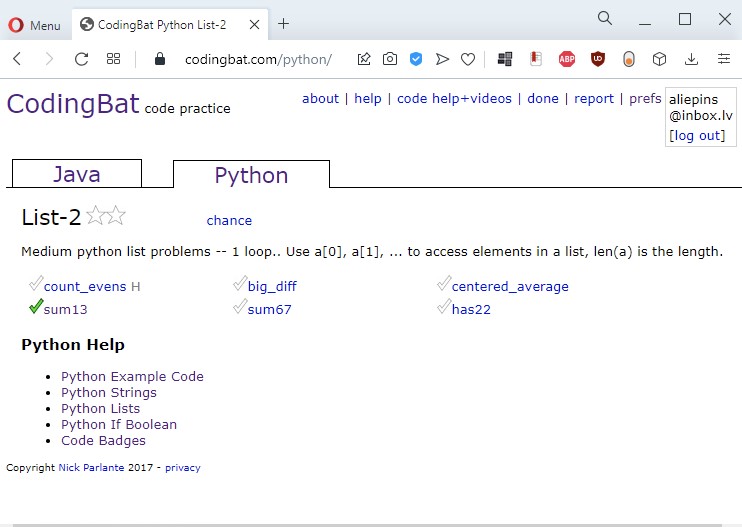 Menu
CodingBat Python List-2
codingbat.com/python/
ABP
UD
CodingBat code practice
about | help | code help+videos | done | report | prefs
aliepins
@inbox.lv
[log out]
Java
Python
List-2
chance
Medium python list problems -- 1 loop.. Use a[0], a[1], ... to access elements in a list, len(a) is the length.
count_evens H
big_diff
centered_average
sum13
sum67
has22
Python Help
Python Example Code
Python Strings
Python Lists
Python If Boolean
Code Badges
Copyright Nick Parlante 2017 - privacy